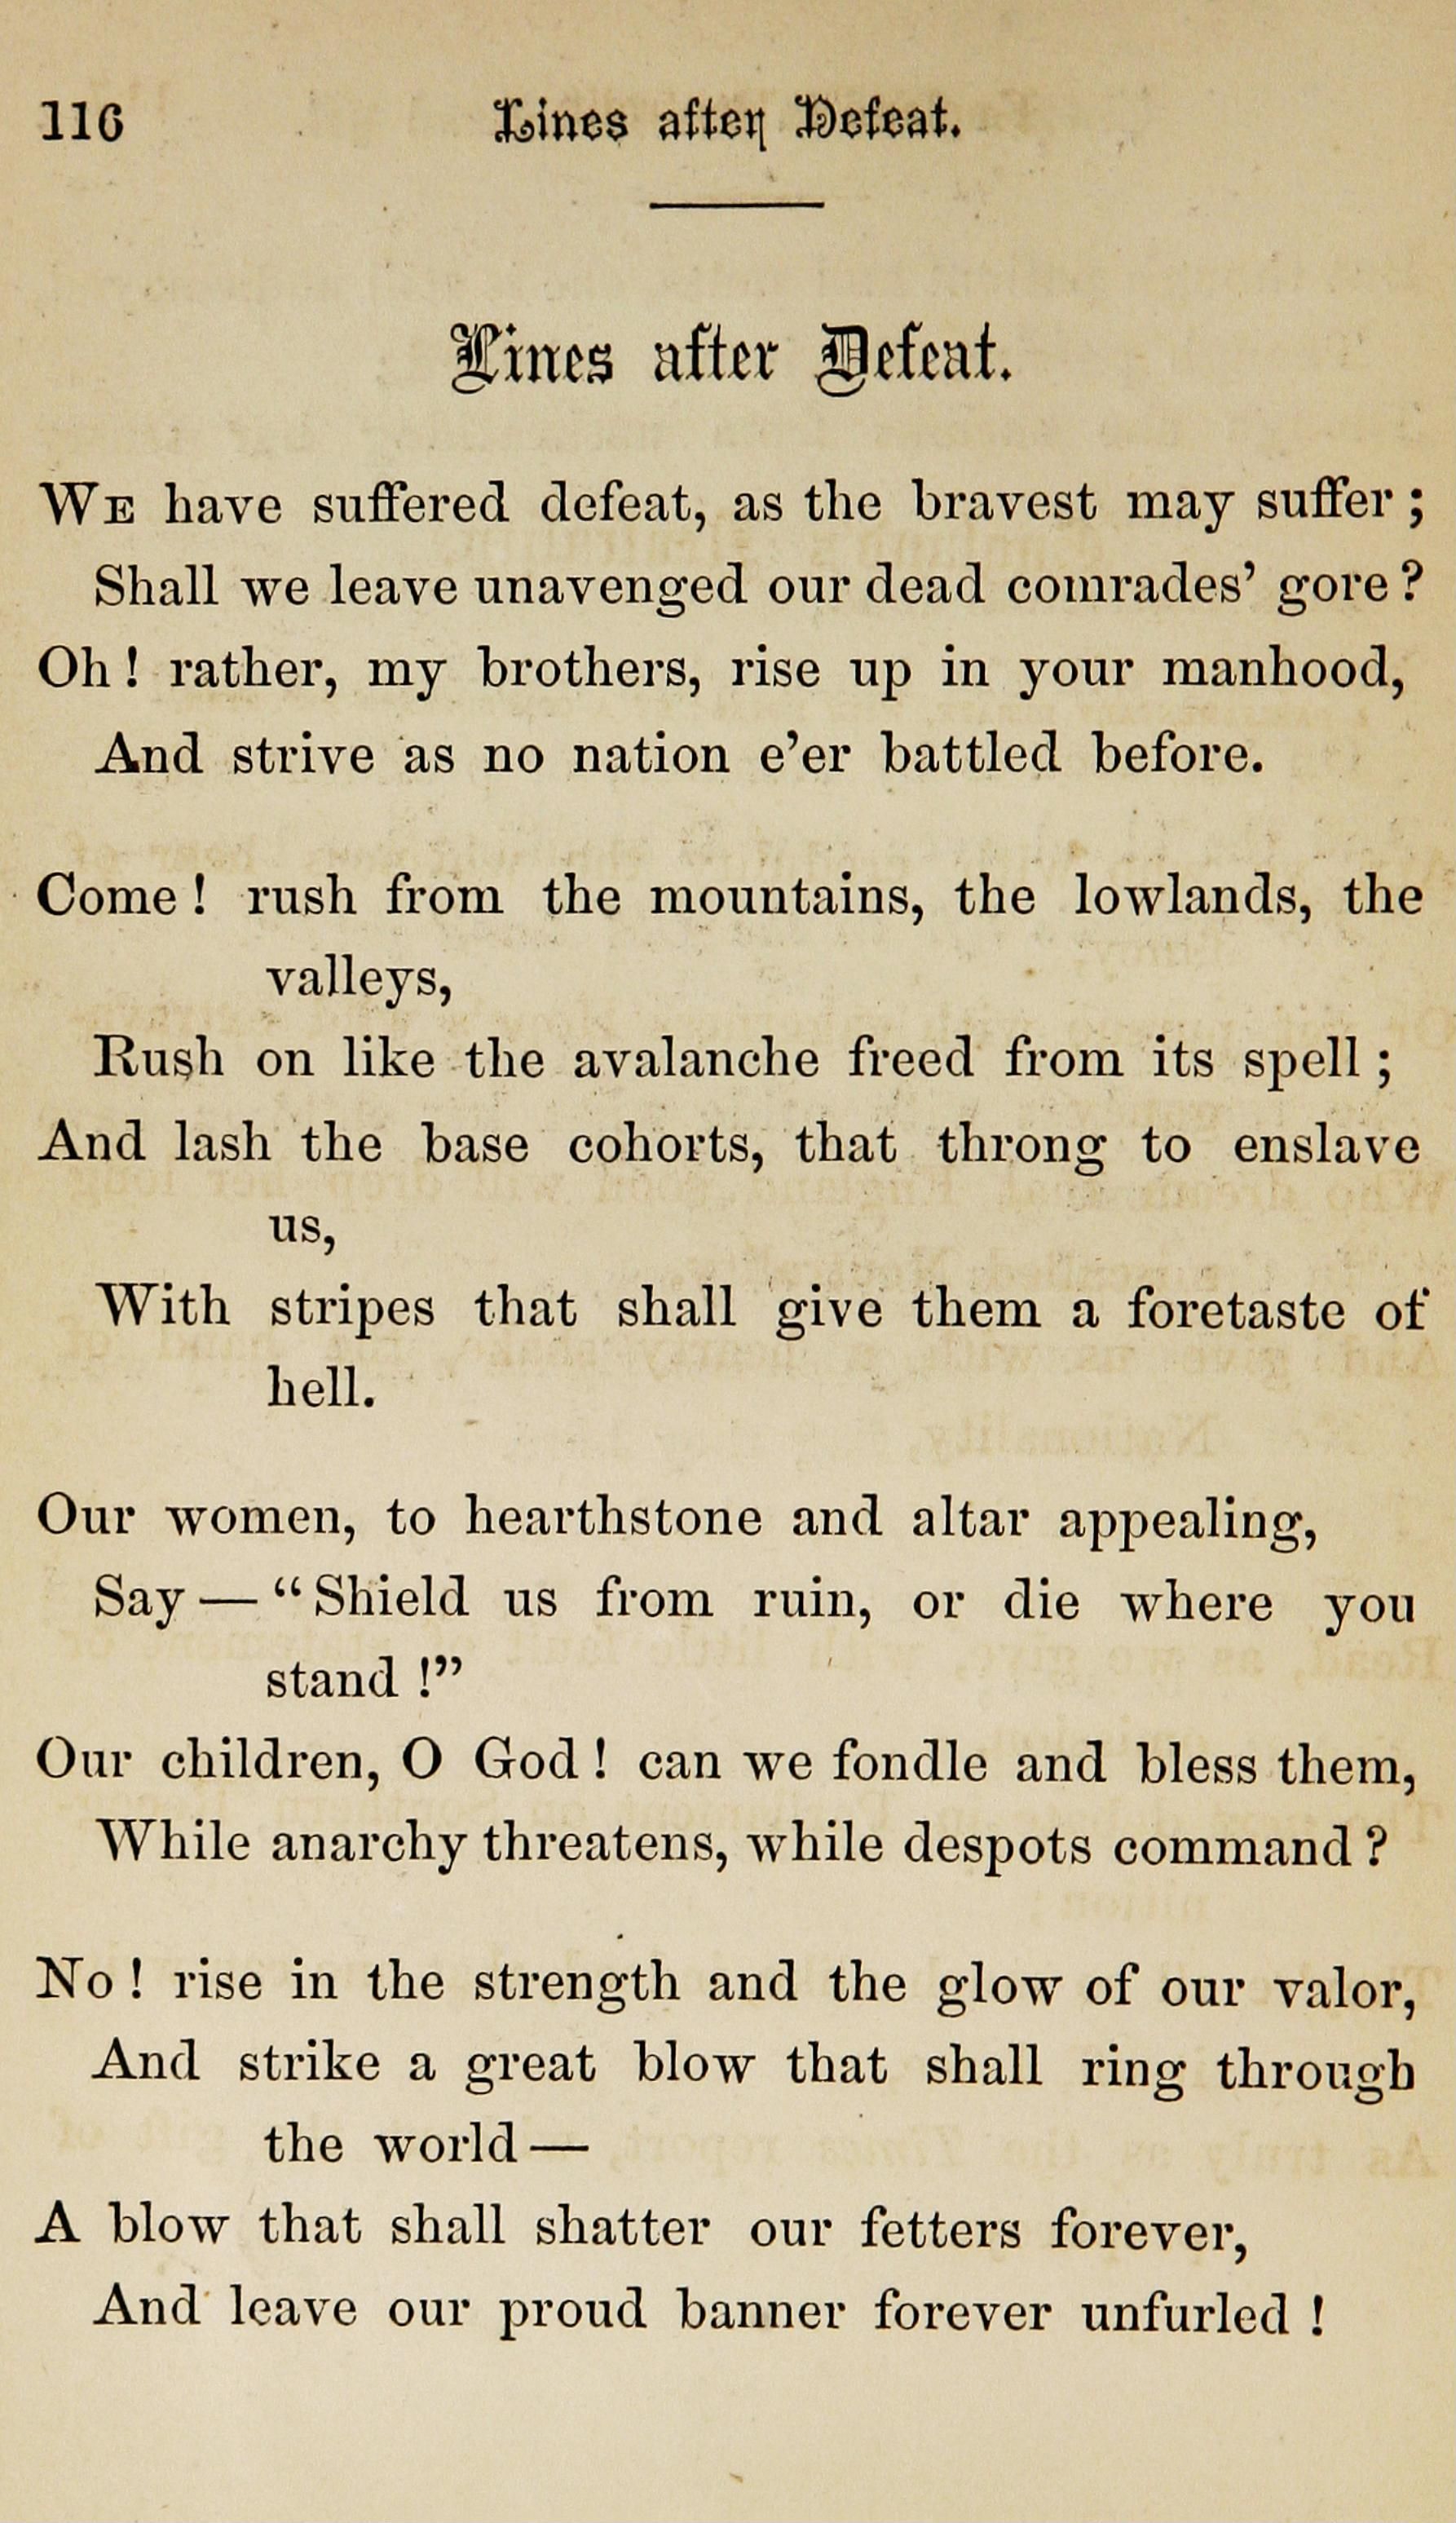 116 Lines after Defeat.
Lines after Defeat.
WE have suffered defeat, as the bravest may suffer;
Shall we leave unavenged our dead comrades' gore?
Oh! rather, my brothers, rise up in your manhood,
And strive as no nation e'er battled before.
Come! rush from the mountains, the lowlands, the
valleys,
Rush on like the avalanche freed from its spell;
And lash the base cohorts, that throng to enslave
us,
With stripes that shall give them a foretaste of
hell.
Our women, to hearthstone and altar appealing,
Say—"Shield us from ruin, or die where you
stand!"
Our children, O God! can we fondle and bless them,
While anarchy threatens, while despots command?
No! rise in the strength and the glow of our valor,
And strike a great blow that shall ring through
the world—
A blow that shall shatter our fetters forever,
And leave our proud banner forever unfurled!